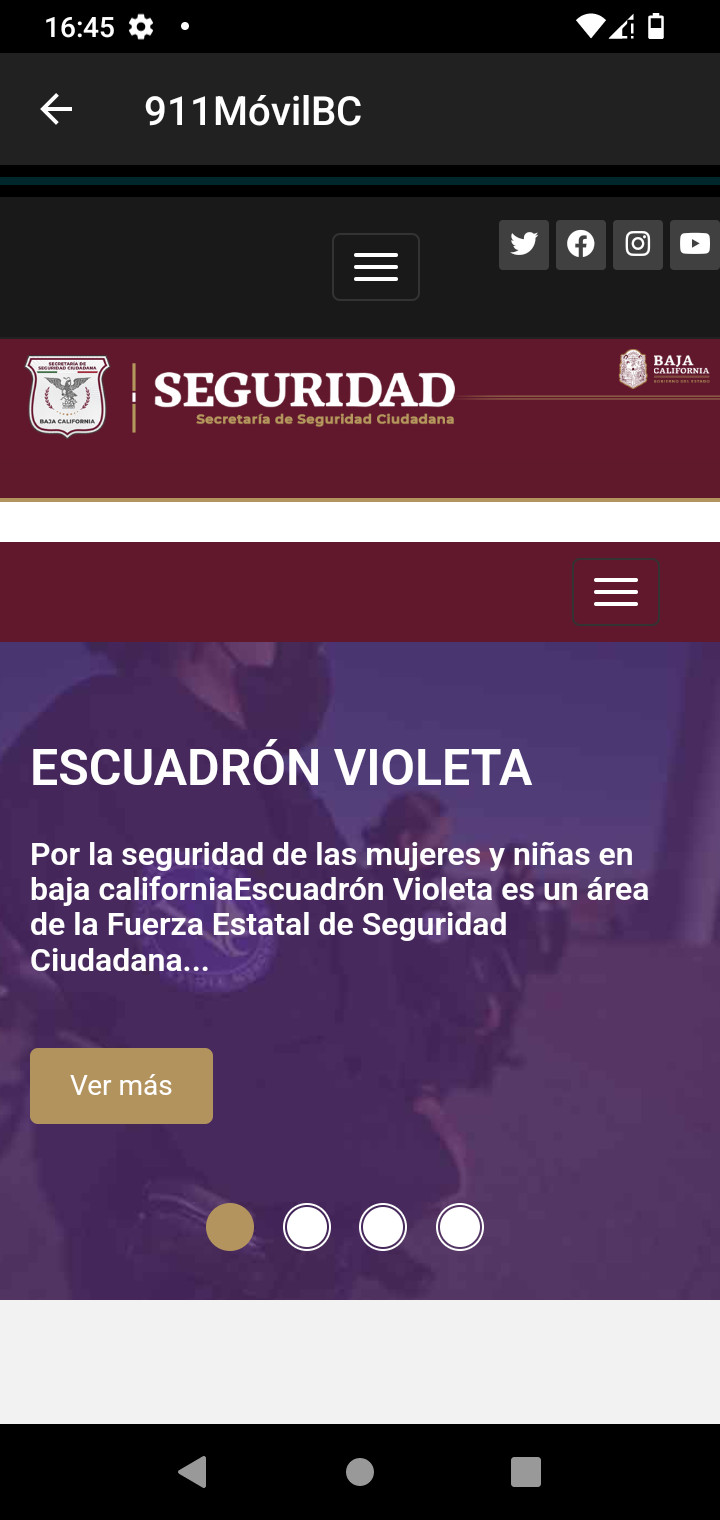 16:45
911MóvilBC
SECRETARÍA DE
SEGURIDAD CIUDADANA
BAJA CALIFORNIA
SEGURIDAD
Secretaría de Seguridad Ciudadana
BAJA
CALIFORNIA
GOBIERNO DEL ESTADO
ESCUADRÓN VIOLETA
Por la seguridad de las mujeres y niñas en
baja californiaEscuadrón Violeta es un área
de la Fuerza Estatal de Seguridad
Ciudadana...
Ver más